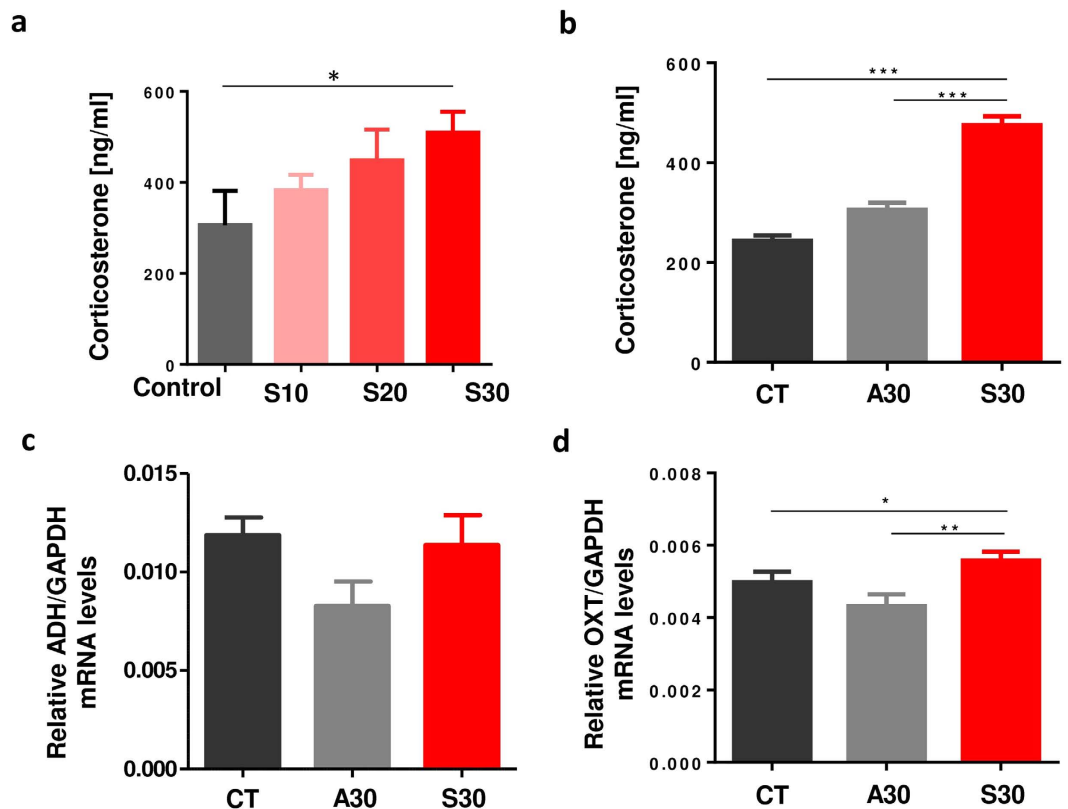 a
Corticosterone [ng/ml]
*
600
400
200
0
Control S10 S20 S30
b
Corticosterone [ng/ml]
***
***
600
400
200
0
CT A30 S30
c
Relative ADH/GAPDH
mRNA levels
0.015
0.010
0.005
0.000
CT A30 S30
d
Relative OXT/GAPDH
mRNA levels
*
**
0.008
0.006
0.004
0.002
0.000
CT A30 S30